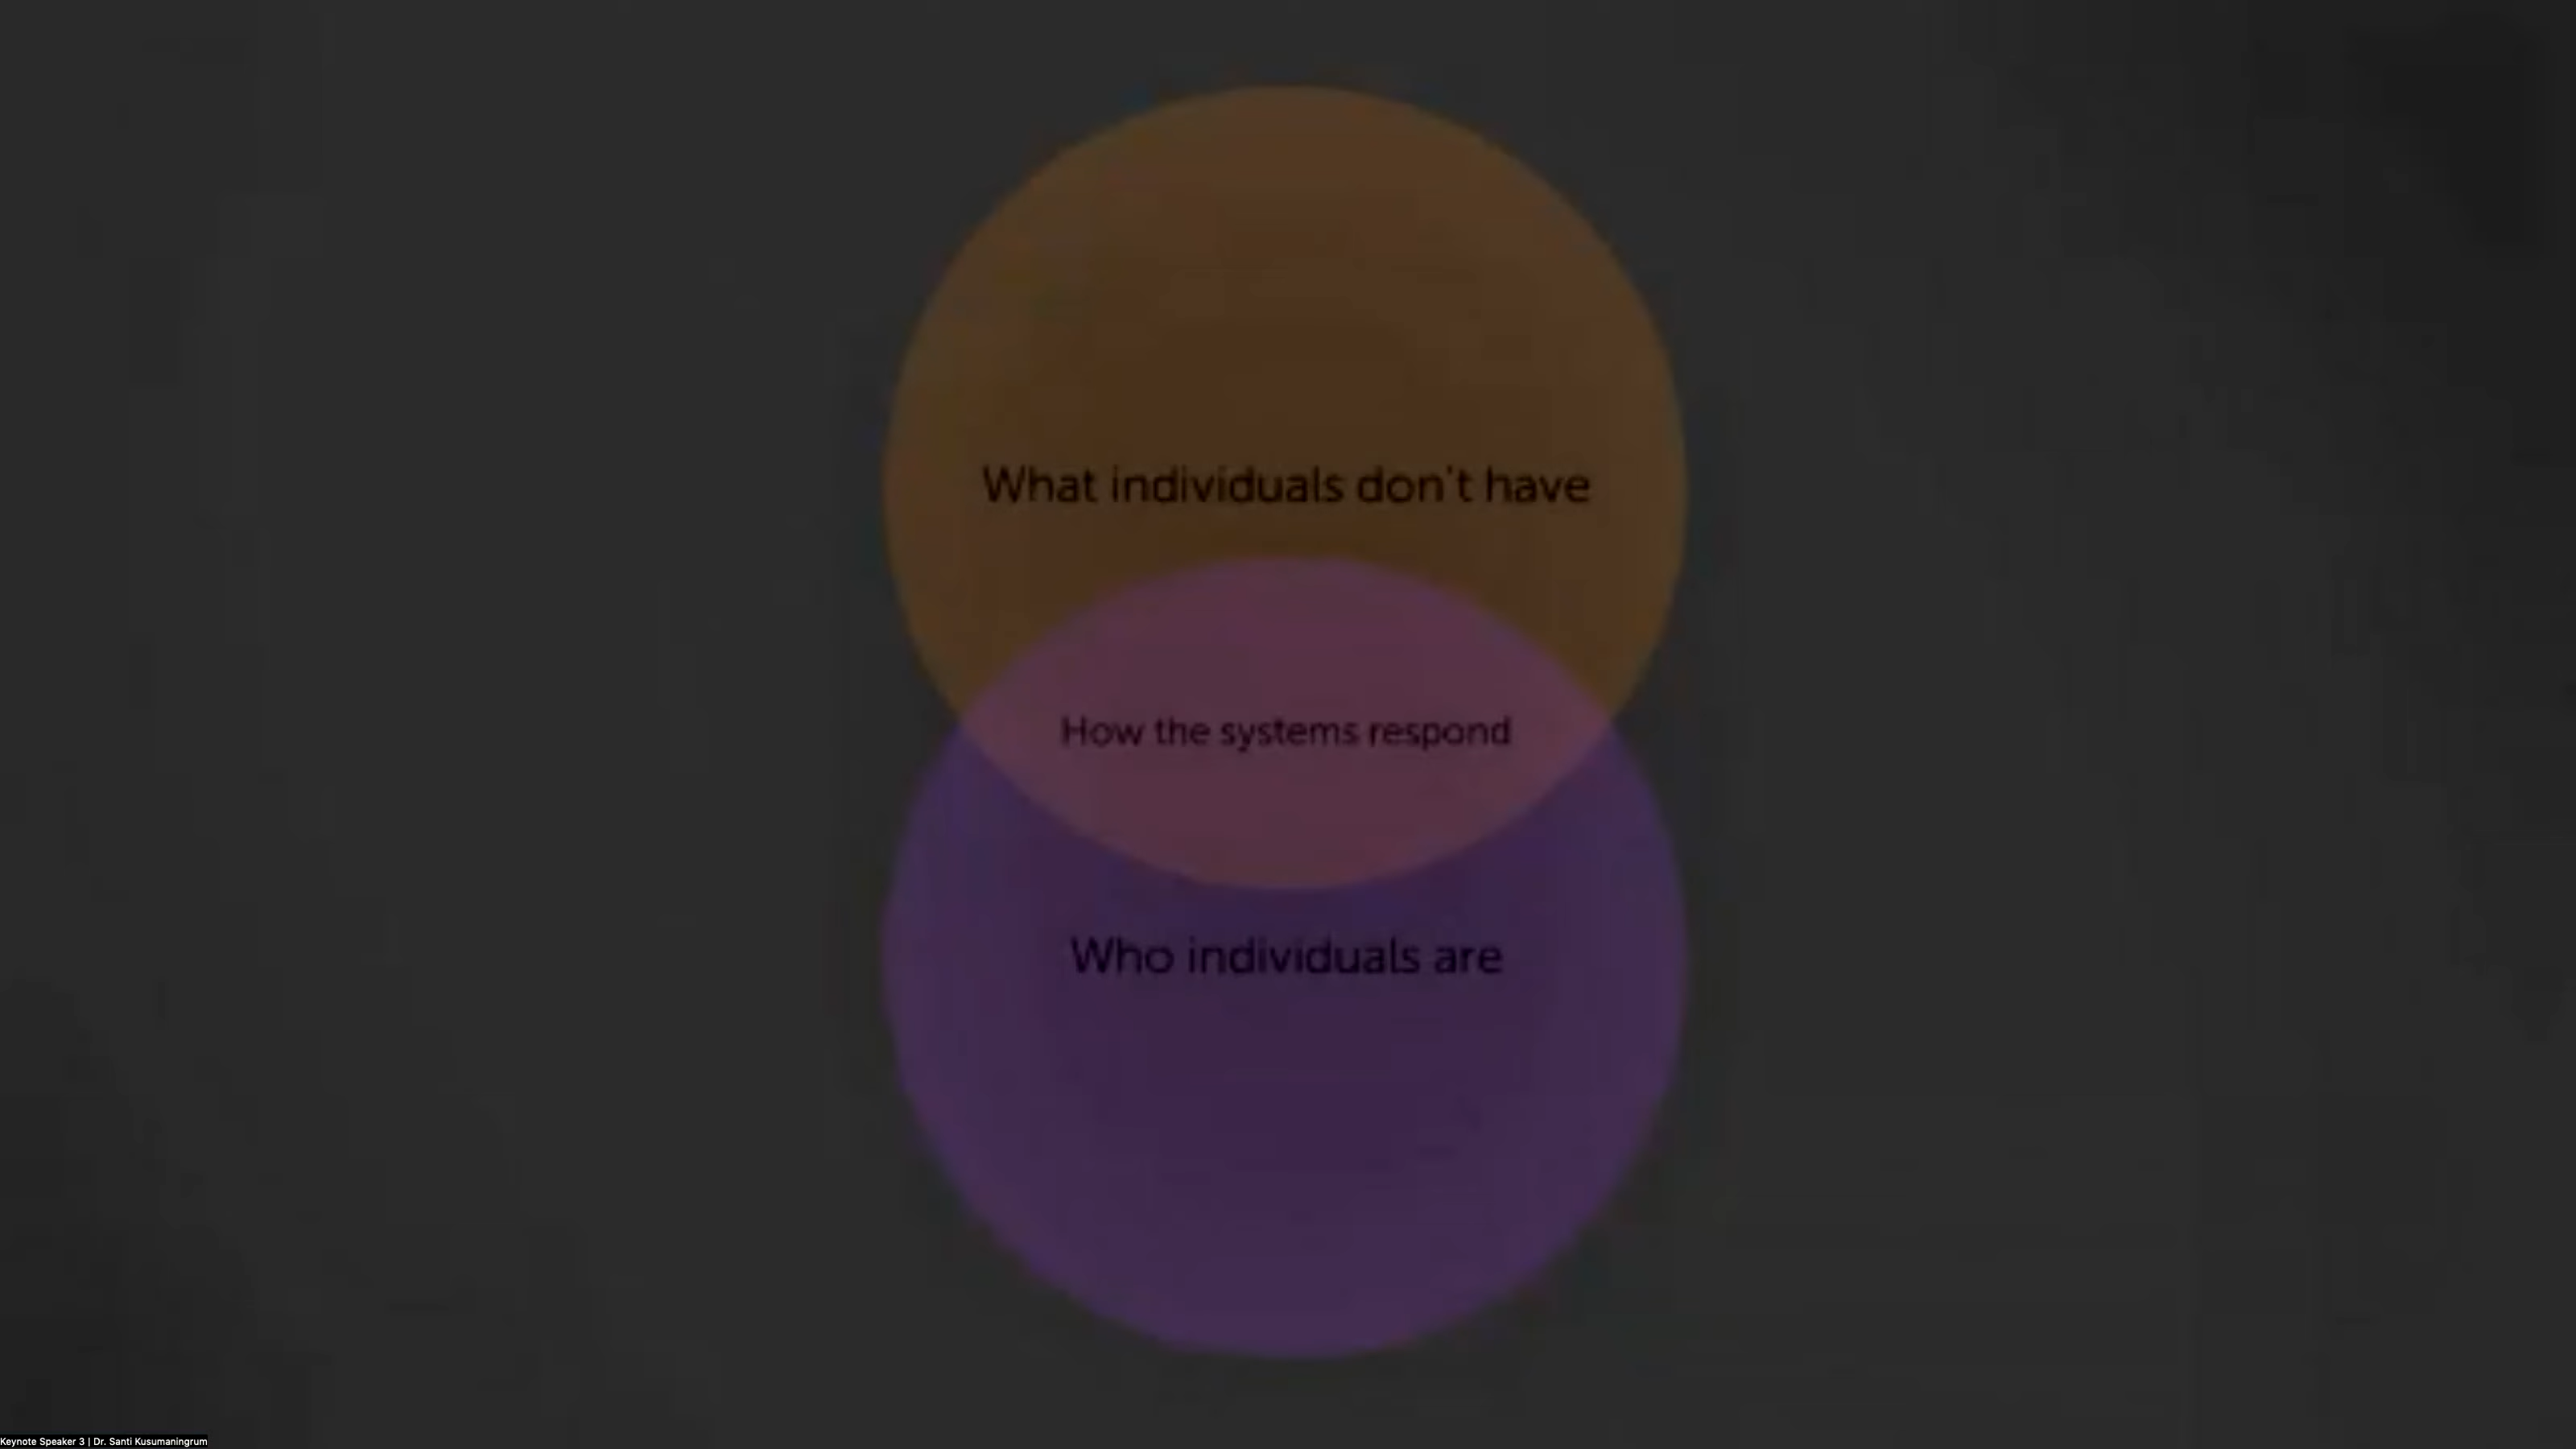 What individuals don't have
How the systems respond
Who individuals are
Keynote Speaker 3 | Dr. Santi Kusumaningrum